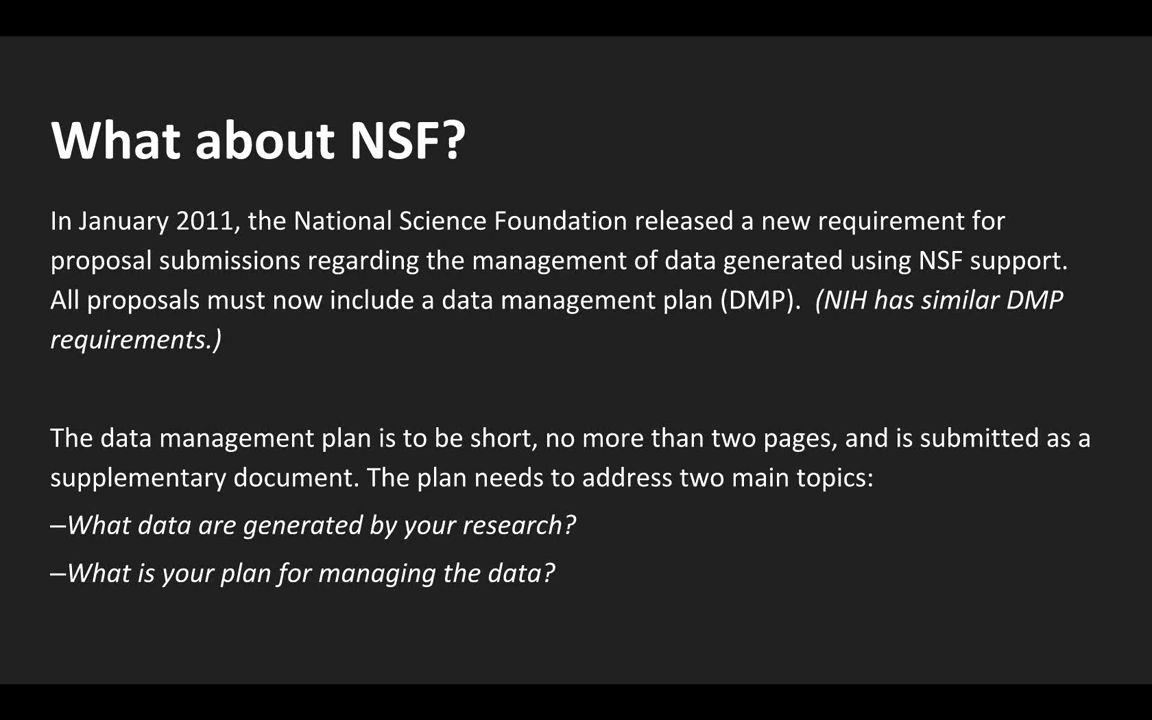 What about NSF?
In January 2011, the National Science Foundation released a new requirement for
proposal submissions regarding the management of data generated using NSF support.
All proposals must now include a data management plan (DMP).  (NIH has similar DMP
requirements.)
The data management plan is to be short, no more than two pages, and is submitted as a
supplementary document. The plan needs to address two main topics:
–What data are generated by your research?
–What is your plan for managing the data?